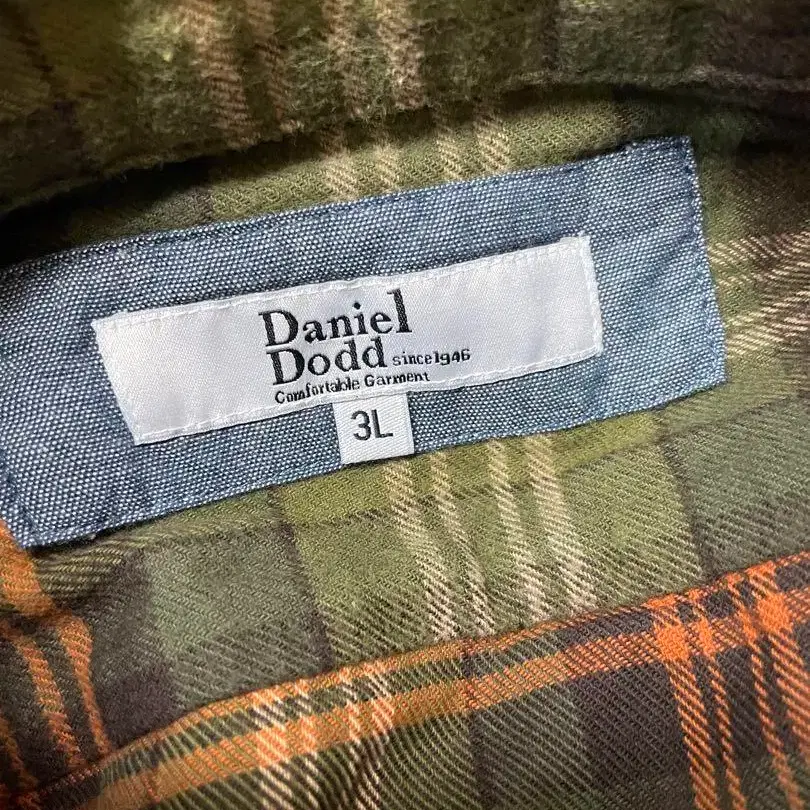 Daniel
Dodd since1946
Comfortable Garment
3L